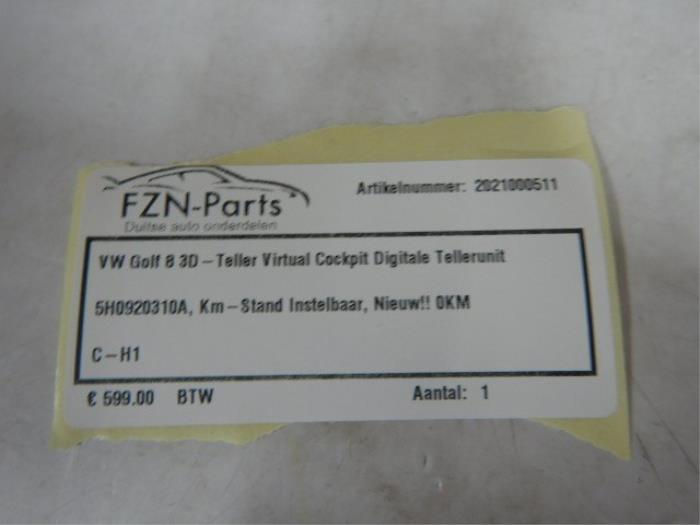 FZN-Parts
Duitse auto onderdelen
Artikelnummer: 2021000511
VW Golf 8 3D-Teller Virtual Cockpit Digitale Tellerunit
5H0920310A, Km-Stand Instelbaar, Nieuw!! 0KM
C-H1
€ 599.00 BTW Aantal: 1